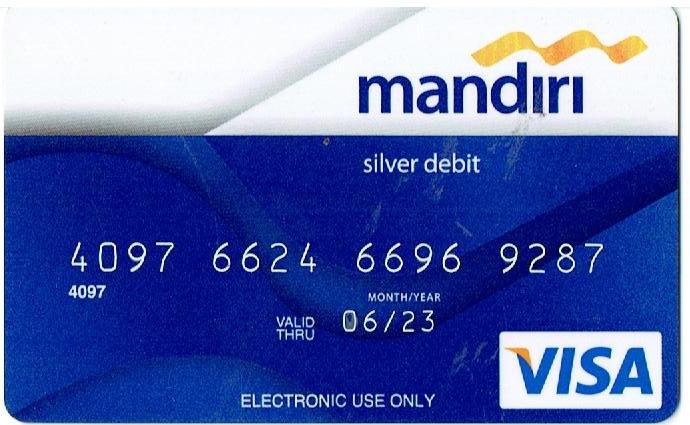 mandiri
silver debit
4097 6624 6696 9287
4097
MONTH/YEAR
VALID THRU 06/23
ELECTRONIC USE ONLY
VISA